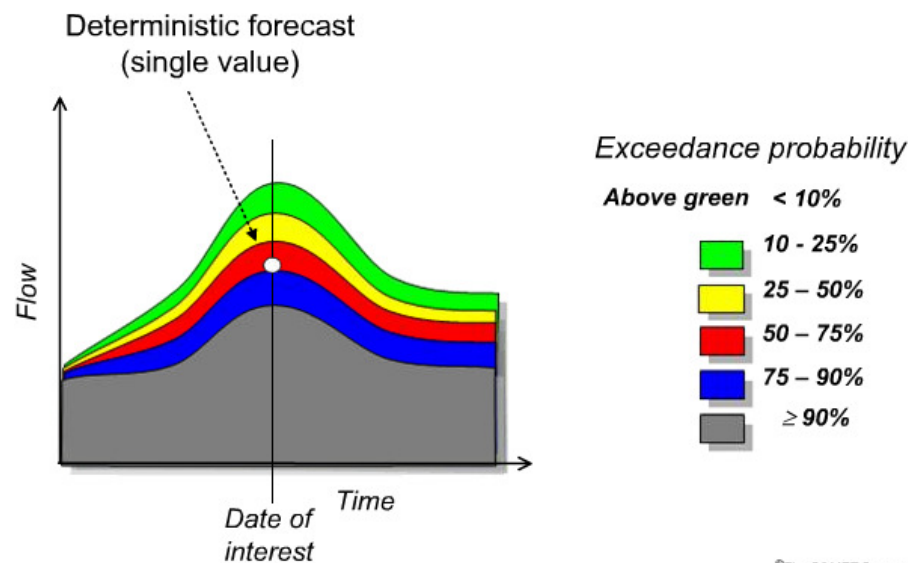 Deterministic forecast
(single value)
Flow
Time
Date of
interest
Exceedance probability
Above green < 10%
10 - 25%
25 – 50%
50 – 75%
75 – 90%
≥ 90%